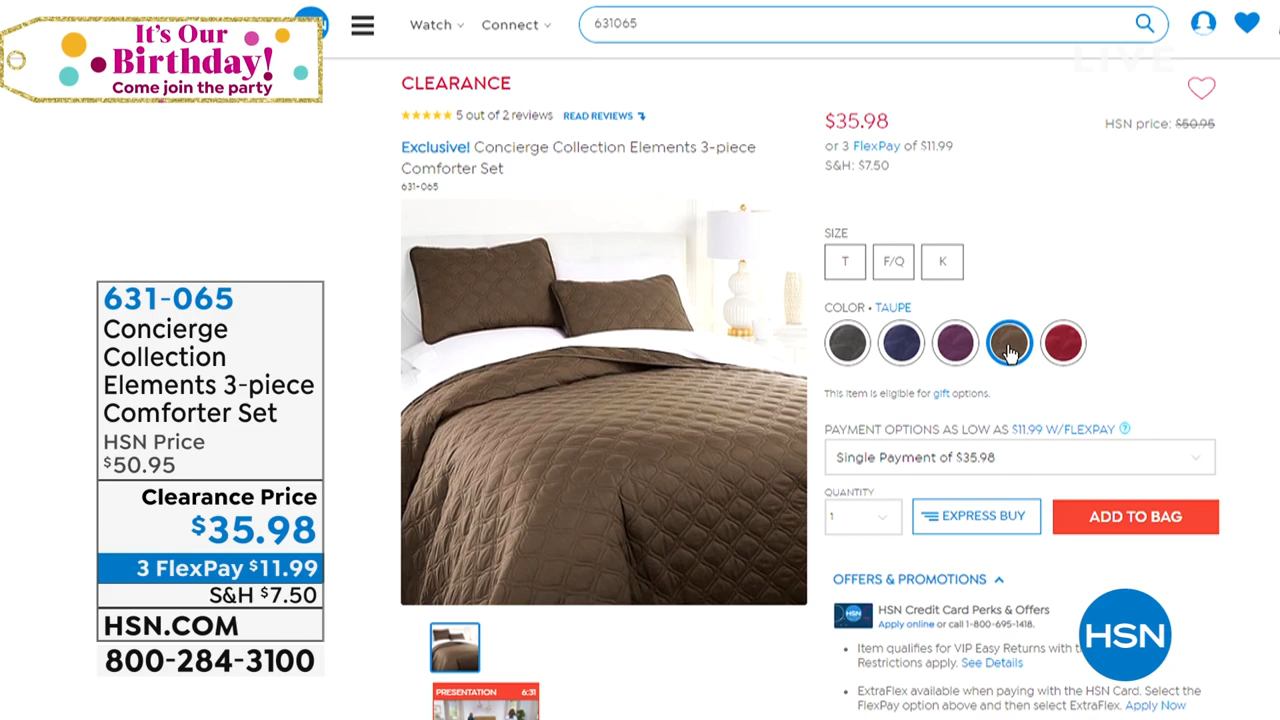 It's Our
Birthday!
Come join the party
Watch
Connect
631065
LIVE
CLEARANCE
5 out of 2 reviews READ REVIEWS
Exclusive! Concierge Collection Elements 3-piece
Comforter Set
631-065
$35.98
HSN price: $50.95
or 3 FlexPay of $11.99
S&H: $7.50
SIZE
T F/Q K
COLOR • TAUPE
This item is eligible for gift options.
PAYMENT OPTIONS AS LOW AS $11.99 W/FLEXPAY ?
Single Payment of $35.98
QUANTITY
1
EXPRESS BUY
ADD TO BAG
OFFERS & PROMOTIONS
HSN
HSN Credit Card Perks & Offers
Apply online or call 1-800-695-1418.
• Item qualifies for VIP Easy Returns with
Restrictions apply. See Details
• ExtraFlex available when paying with the HSN Card. Select the
FlexPay option above and then select ExtraFlex. Apply Now
PRESENTATION 6:31
631-065
Concierge
Collection
Elements 3-piece
Comforter Set
HSN Price
$50.95
Clearance Price
$35.98
3 FlexPay $11.99
S&H $7.50
HSN.COM
800-284-3100
HSN